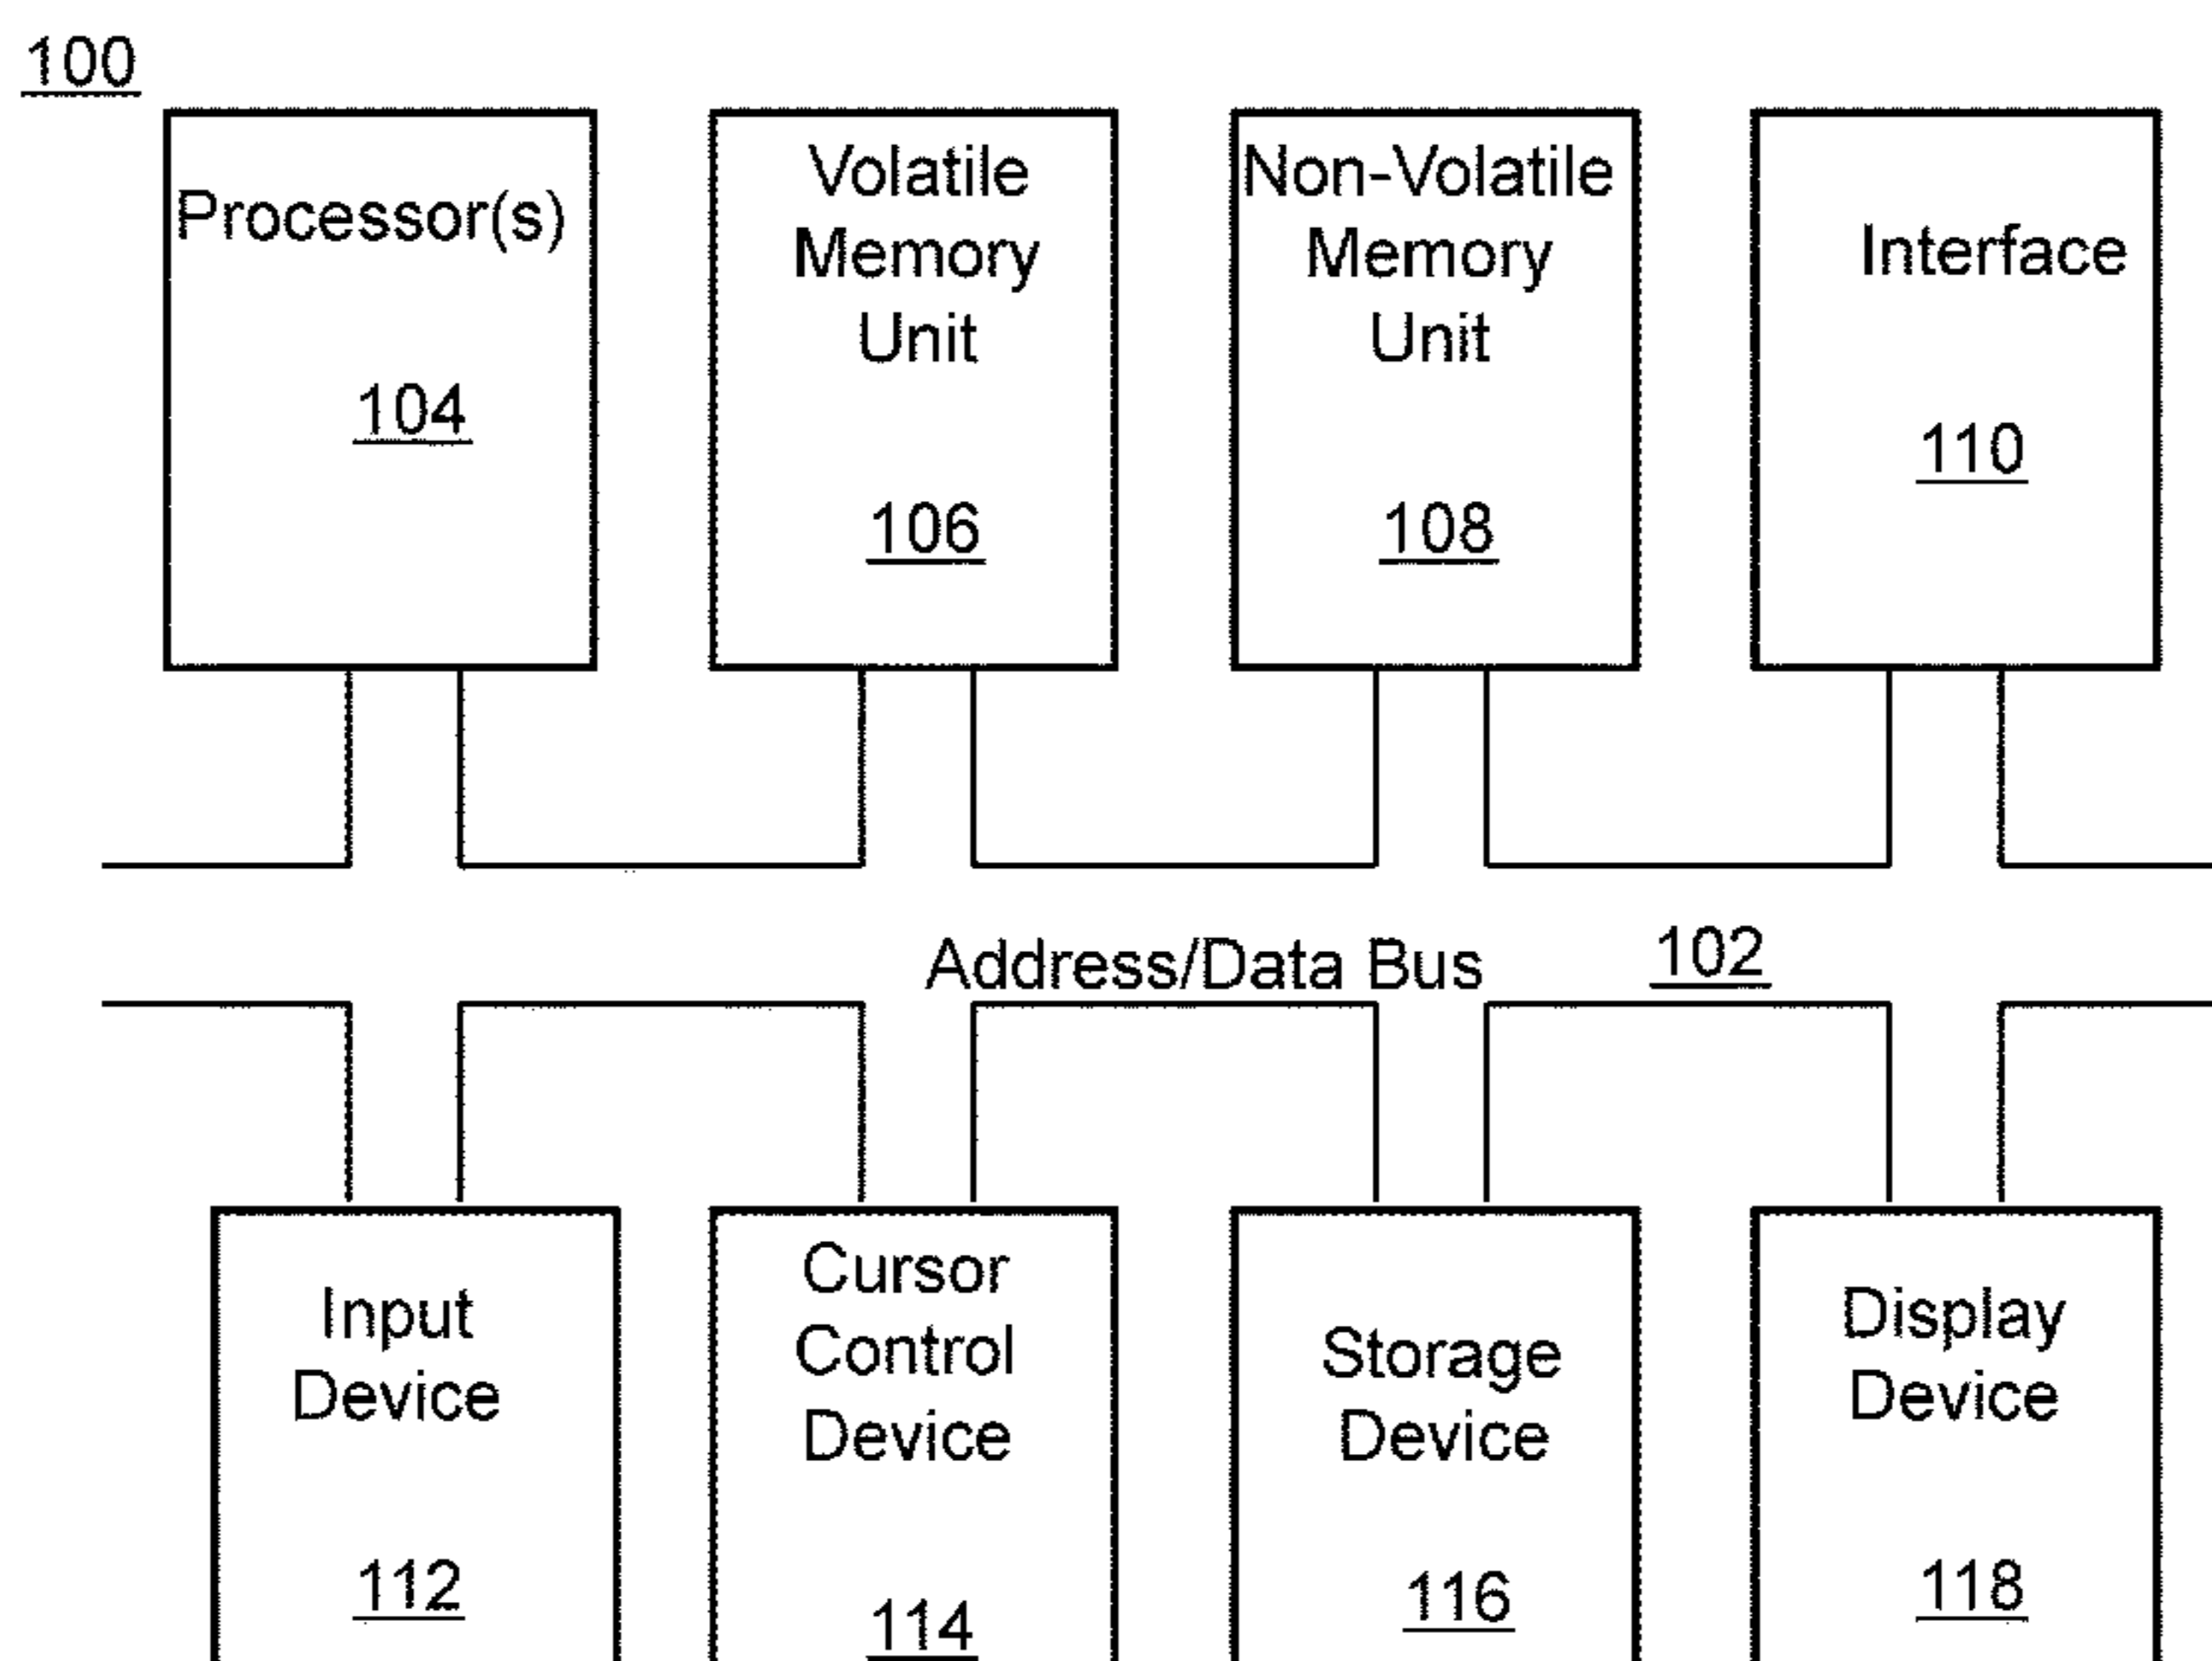 100
Processor(s)
104
Volatile
Memory
Unit
106
Non-Volatile
Memory
Unit
108
Interface
110
Address/Data Bus 102
Input
Device
112
Cursor
Control
Device
114
Storage
Device
116
Display
Device
118